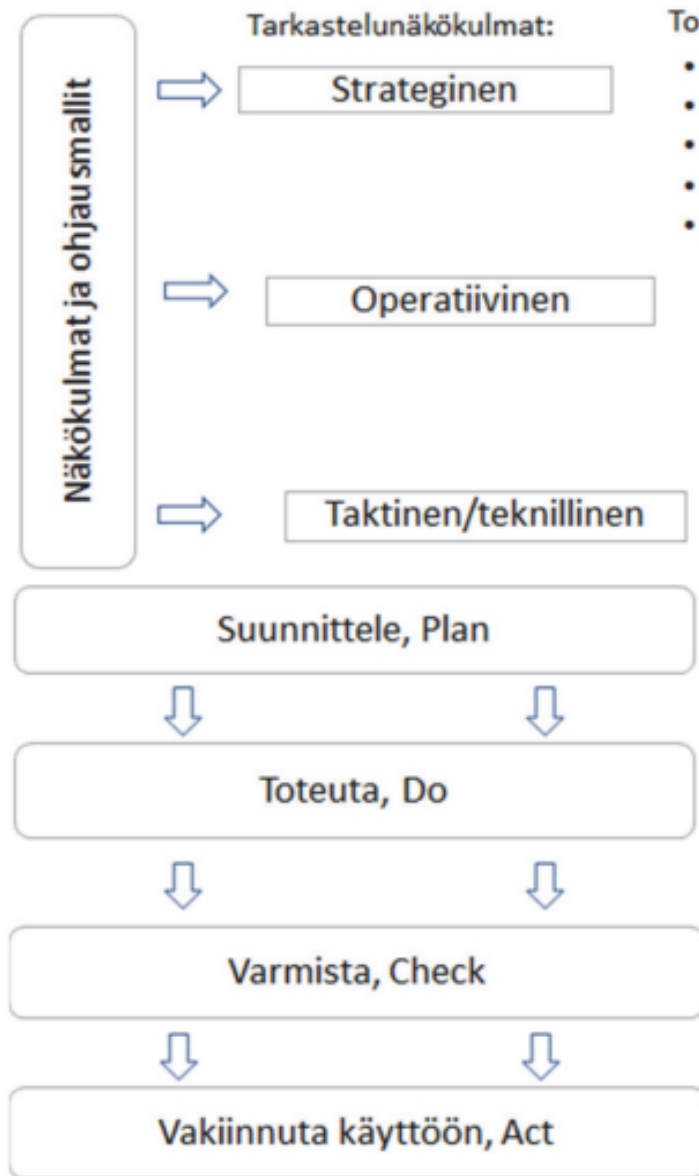 Näkökulmat ja ohjausmallit
Tarkastelunäkökulmat:
To
•
•
•
•
•
Strateginen
Operatiivinen
Taktinen/teknillinen
Suunnittele, Plan
Toteuta, Do
Varmista, Check
Vakiinnuta käyttöön, Act